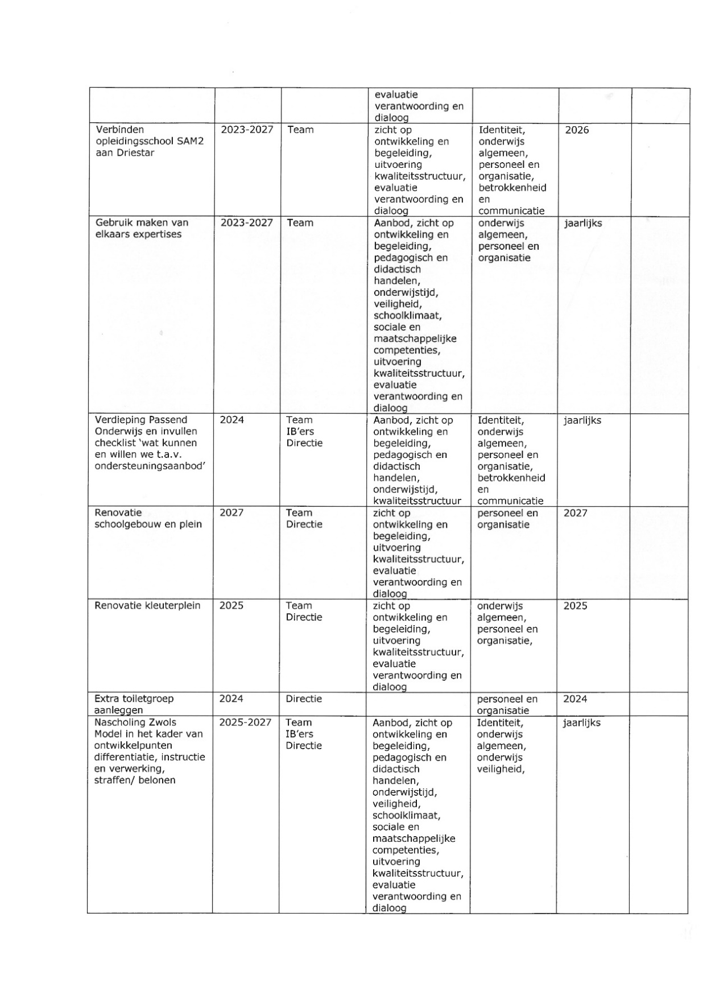 evaluatie
verantwoording en
dialoog
Verbinden
opleidingsschool SAM2
aan Driestar
2023-2027
Team
zicht op
ontwikkeling en
begeleiding,
uitvoering
kwaliteitsstructuur,
evaluatie
verantwoording en
dialoog
Identiteit,
onderwijs
algemeen,
personeel en
organisatie,
betrokkenheid
en
communicatie
2026
Gebruik maken van
elkaars expertises
2023-2027
Team
Aanbod, zicht op
ontwikkeling en
begeleiding,
pedagogisch en
didactisch
handelen,
onderwijstijd,
veiligheid,
schoolklimaat,
sociale en
maatschappelijke
competenties,
uitvoering
kwaliteitsstructuur,
evaluatie
verantwoording en
dialoog
onderwijs
algemeen,
personeel en
organisatie
jaarlijks
Verdieping Passend
Onderwijs en invullen
checklist ‘wat kunnen
en willen we t.a.v.
ondersteuningsaanbod’
2024
Team
IB’ers
Directie
Aanbod, zicht op
ontwikkeling en
begeleiding,
pedagogisch en
didactisch
handelen,
onderwijstijd,
kwaliteitsstructuur
Identiteit,
onderwijs
algemeen,
personeel en
organisatie,
betrokkenheid
en
communicatie
jaarlijks
Renovatie
schoolgebouw en plein
2027
Team
Directie
zicht op
ontwikkeling en
begeleiding,
uitvoering
kwaliteitsstructuur,
evaluatie
verantwoording en
dialoog
personeel en
organisatie
2027
Renovatie kleuterplein
2025
Team
Directie
zicht op
ontwikkeling en
begeleiding,
uitvoering
kwaliteitsstructuur,
evaluatie
verantwoording en
dialoog
onderwijs
algemeen,
personeel en
organisatie,
2025
Extra toiletgroep
aanleggen
2024
Directie
personeel en
organisatie
2024
Nascholing Zwols
Model in het kader van
ontwikkelpunten
differentiatie, instructie
en verwerking,
straffen/ belonen
2025-2027
Team
IB’ers
Directie
Aanbod, zicht op
ontwikkeling en
begeleiding,
pedagogisch en
didactisch
handelen,
onderwijstijd,
veiligheid,
schoolklimaat,
sociale en
maatschappelijke
competenties,
uitvoering
kwaliteitsstructuur,
evaluatie
verantwoording en
dialoog
Identiteit,
onderwijs
algemeen,
onderwijs
veiligheid,
jaarlijks